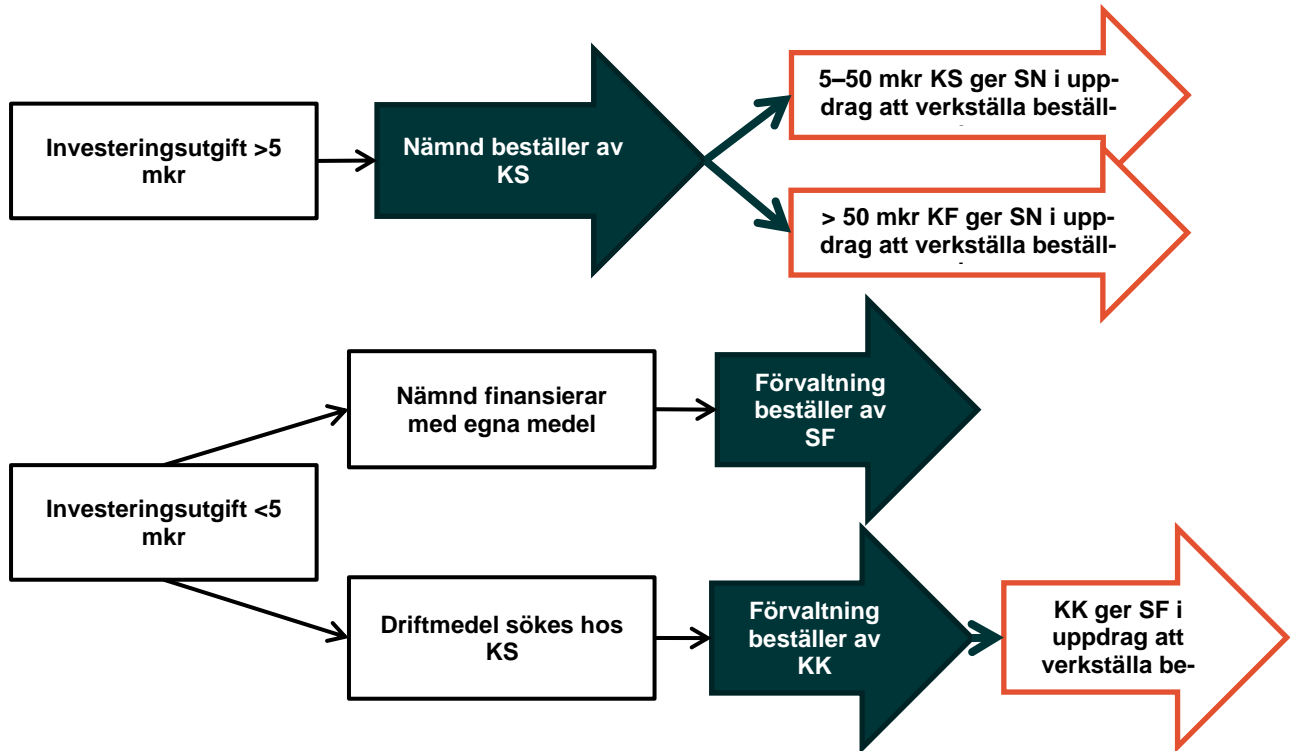 Investeringsutgift >5
mkr
Nämnd beställer av
KS
5–50 mkr KS ger SN i upp-
drag att verkställa beställ-
> 50 mkr KF ger SN i upp-
drag att verkställa beställ-
Investeringsutgift <5
mkr
Nämnd finansierar
med egna medel
Förvaltning
beställer av
SF
Driftmedel sökes hos
KS
Förvaltning
beställer av
KK
KK ger SF i
uppdrag att
verkställa be-